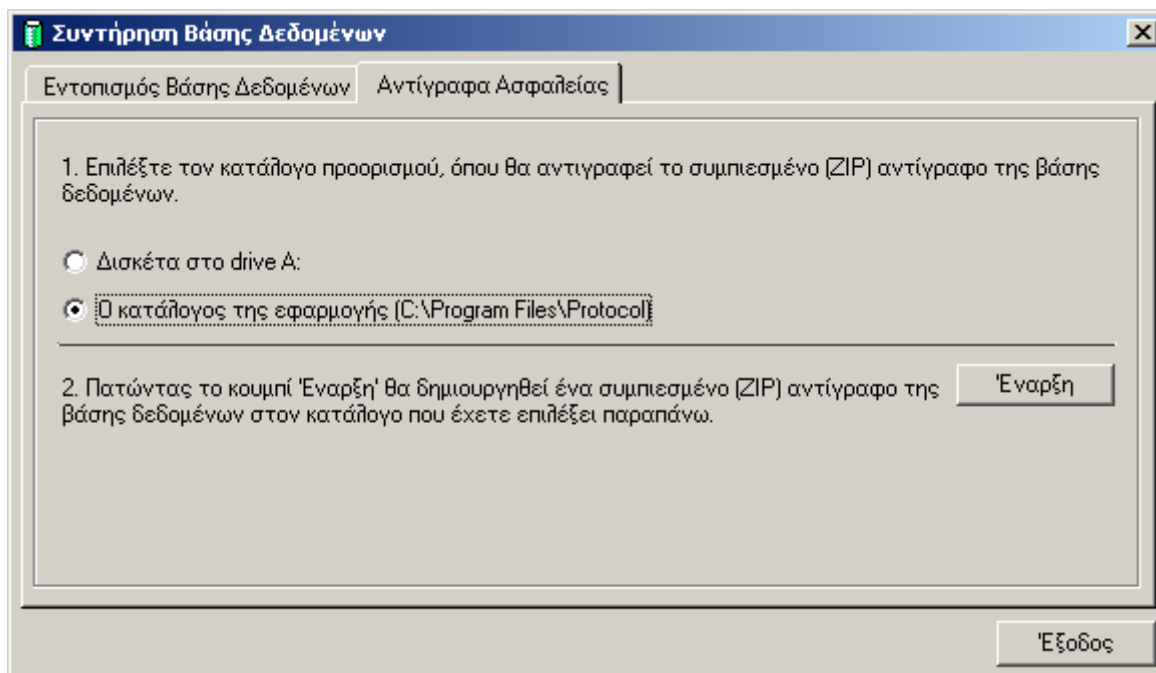 Συντήρηση Βάσης Δεδομένων
Εντοπισμός Βάσης Δεδομένων Αντίγραφα Ασφαλείας
1. Επιλέξτε τον κατάλογο προορισμού, όπου θα αντιγραφεί το συμπιεσμένο (ZIP) αντίγραφο της βάσης
δεδομένων.
Δισκέτα στο drive A:
Ο κατάλογος της εφαρμογής (C:\Program Files\Protocol)
2. Πατώντας το κουμπί 'Έναρξη' θα δημιουργηθεί ένα συμπιεσμένο (ZIP) αντίγραφο της
βάσης δεδομένων στον κατάλογο που έχετε επιλέξει παραπάνω.
Έναρξη
Έξοδος